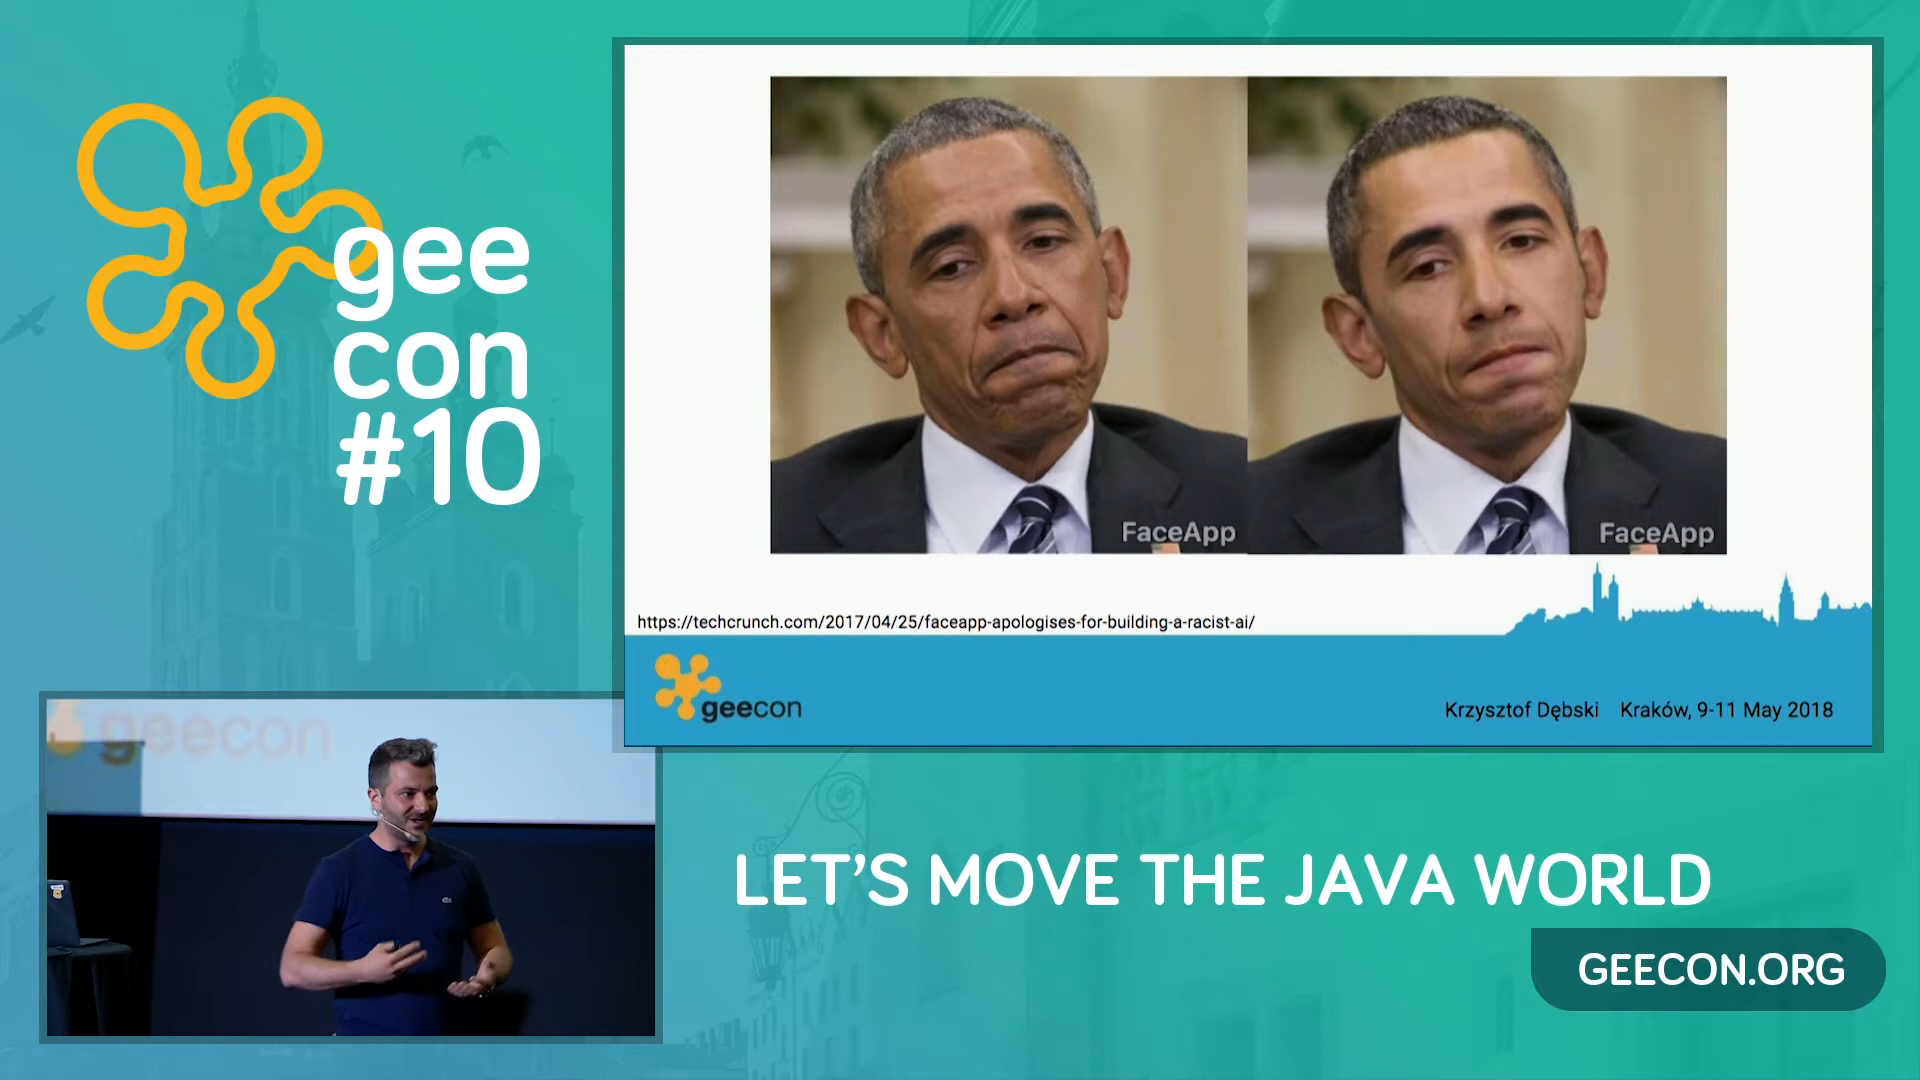 gee
con
#10
FaceApp
FaceApp
https://techcrunch.com/2017/04/25/faceapp-apologises-for-building-a-racist-ai/
geecon
Krzysztof Dębski Kraków, 9-11 May 2018
geecon
LET'S MOVE THE JAVA WORLD
GEECON.ORG